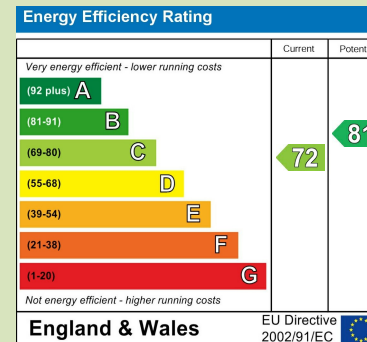 Energy Efficiency Rating
Current Potent
Very energy efficient - lower running costs
(92 plus) A
(81-91) B
(69-80) C
72
81
(55-68) D
(39-54) E
(21-38) F
(1-20) G
Not energy efficient - higher running costs
England & Wales
EU Directive
2002/91/EC